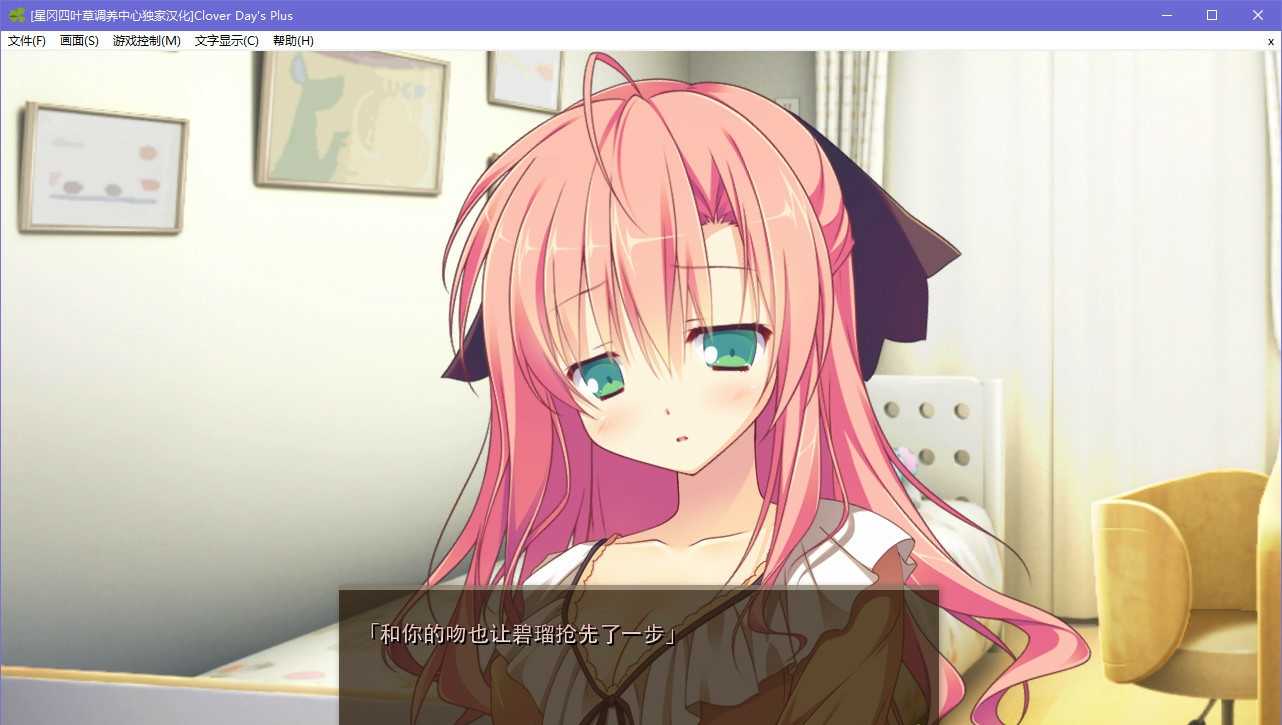 [星冈四叶草调养中心独家汉化]Clover Day's Plus
文件(F) 画面(S) 游戏控制(M) 文字显示(C) 帮助(H) x
「和你的吻也让碧瑠抢先了一步」